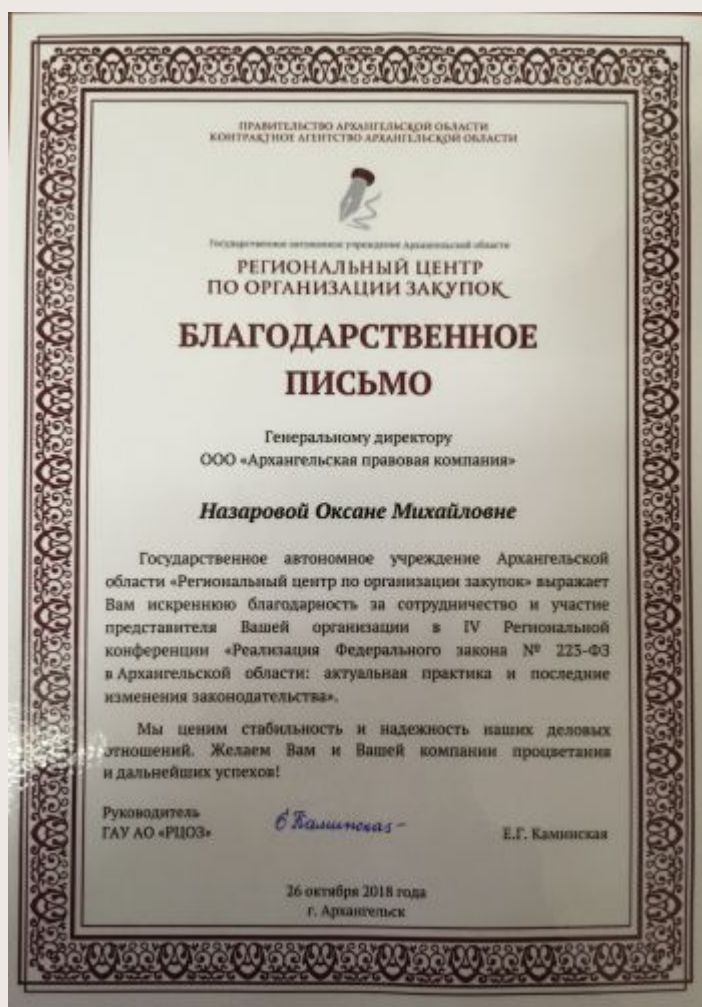 ПРАВИТЕЛЬСТВО АРХАНГЕЛЬСКОЙ ОБЛАСТИ
КОНТРАКТНОЕ АГЕНТСТВО АРХАНГЕЛЬСКОЙ ОБЛАСТИ
Государственное автономное учреждение Архангельской области
РЕГИОНАЛЬНЫЙ ЦЕНТР
ПО ОРГАНИЗАЦИИ ЗАКУПОК
БЛАГОДАРСТВЕННОЕ
ПИСЬМО
Генеральному директору
ООО «Архангельская правовая компания»
Назаровой Оксане Михайловне
Государственное автономное учреждение Архангельской
области «Региональный центр по организации закупок» выражает
Вам искреннюю благодарность за сотрудничество и участие
представителя Вашей организации в IV Региональной
конференции «Реализация Федерального закона № 223-ФЗ
в Архангельской области: актуальная практика и последние
изменения законодательства».
Мы ценим стабильность и надежность наших деловых
отношений. Желаем Вам и Вашей компании процветания
и дальнейших успехов!
Руководитель
ГАУ АО «РЦОЗ»
Каминская
Е.Г. Каминская
26 октября 2018 года
г. Архангельск